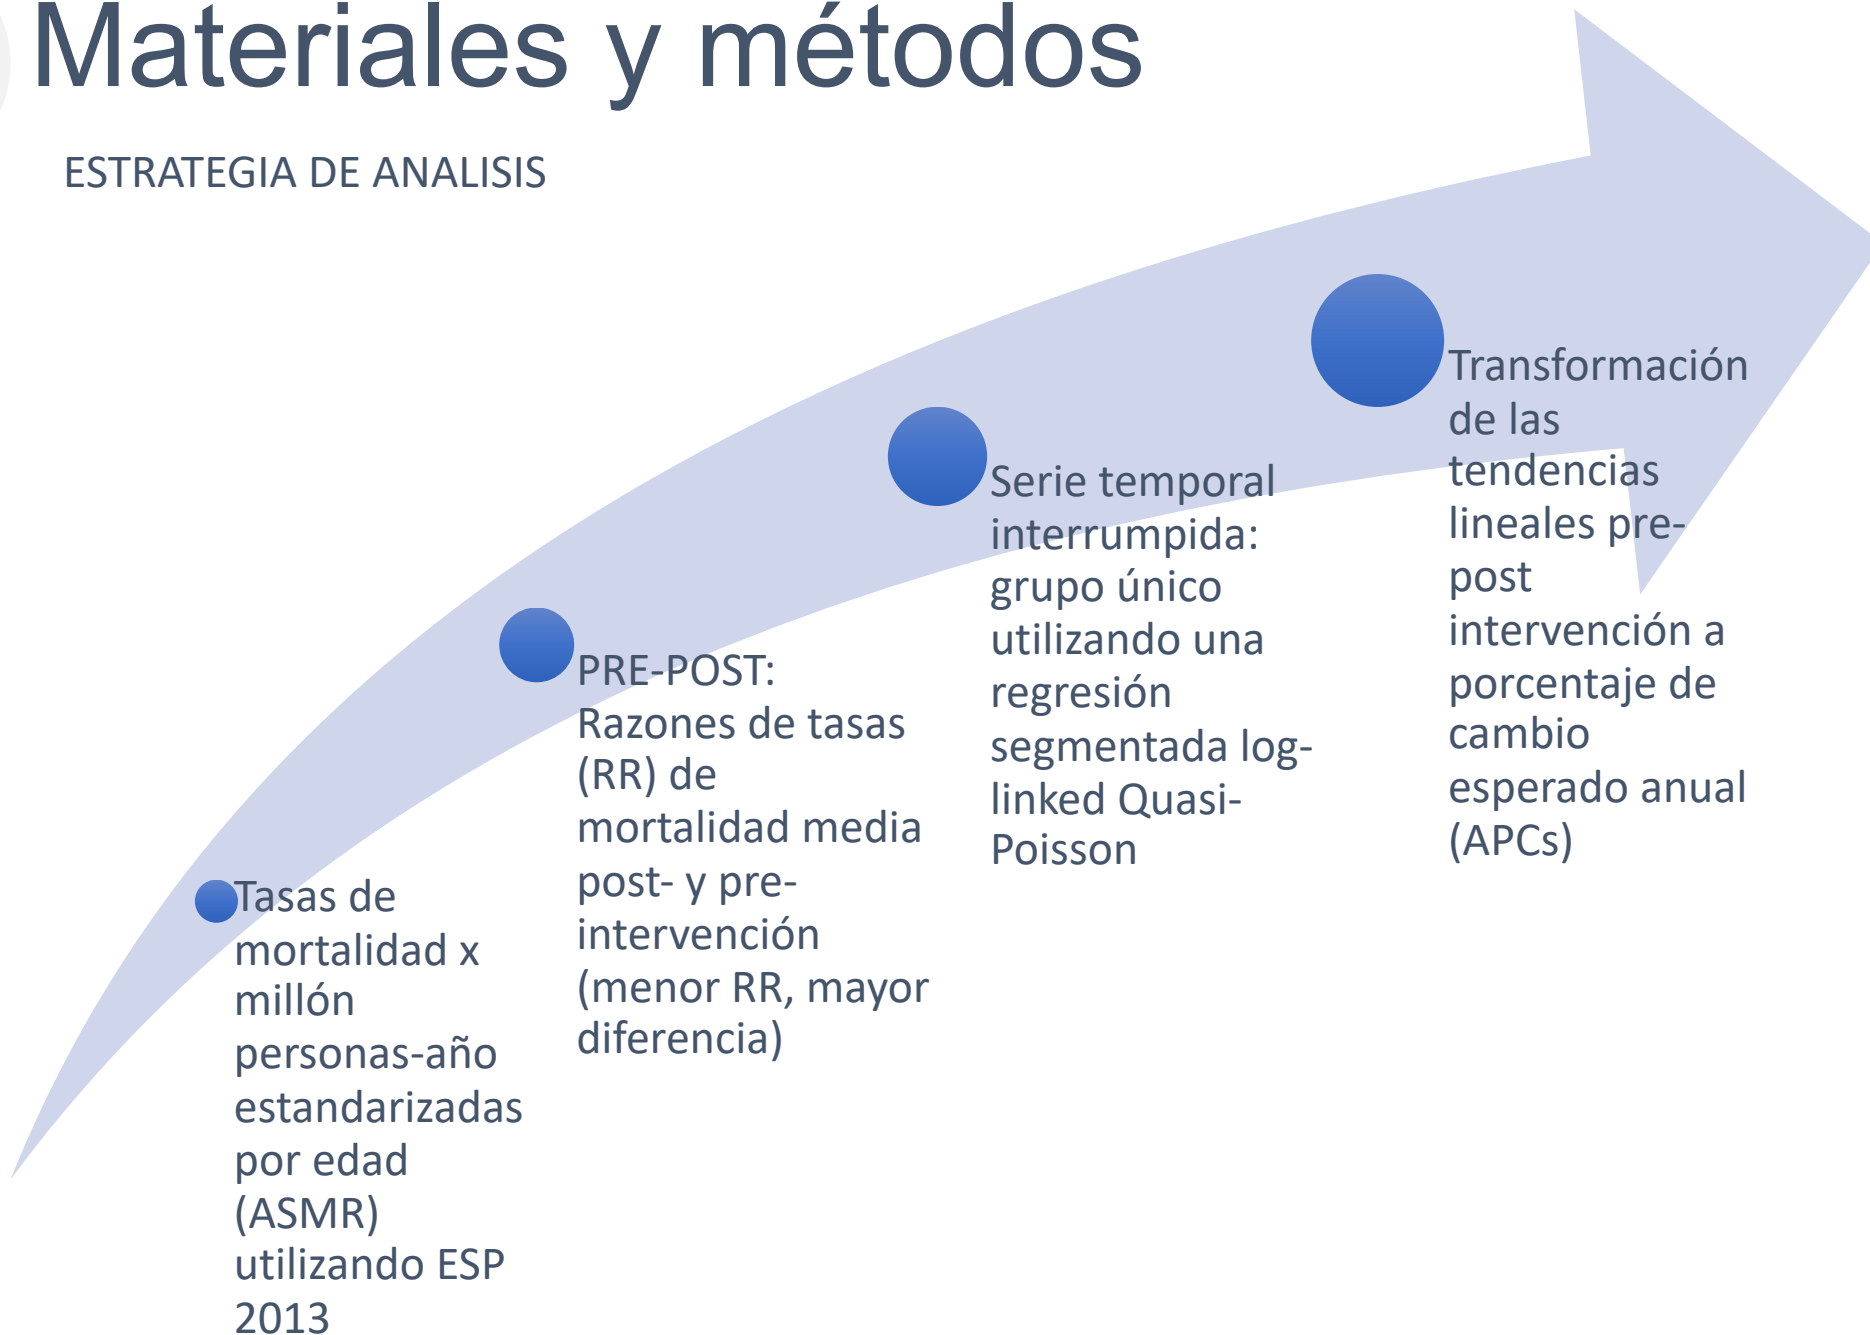 Materiales y métodos
ESTRATEGIA DE ANALISIS
Tasas de
mortalidad x
millón
personas-año
estandarizadas
por edad
(ASMR)
utilizando ESP
2013
PRE-POST:
Razones de tasas
(RR) de
mortalidad media
post- y pre-
intervención
(menor RR, mayor
diferencia)
Serie temporal
interrumpida:
grupo único
utilizando una
regresión
segmentada log-
linked Quasi-
Poisson
Transformación
de las
tendencias
lineales pre-
post
intervención a
porcentaje de
cambio
esperado anual
(APCs)